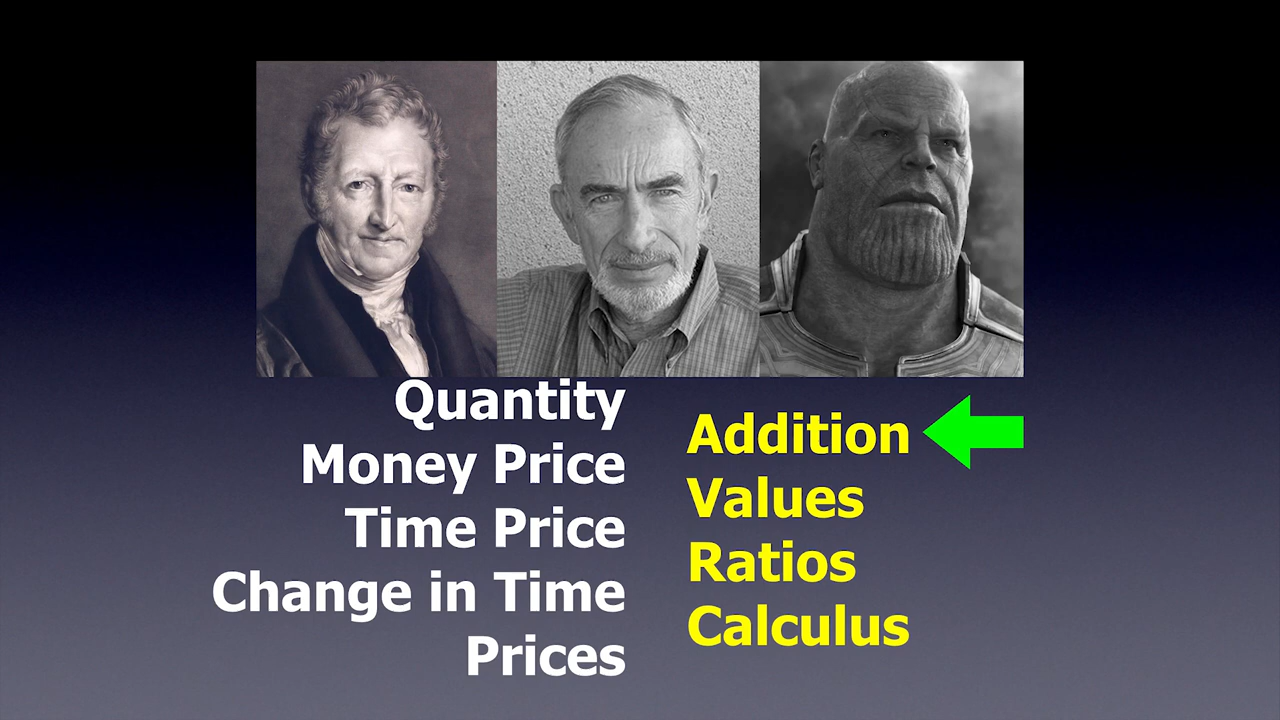 Quantity
Money Price
Time Price
Change in Time
Prices
Addition
Values
Ratios
Calculus